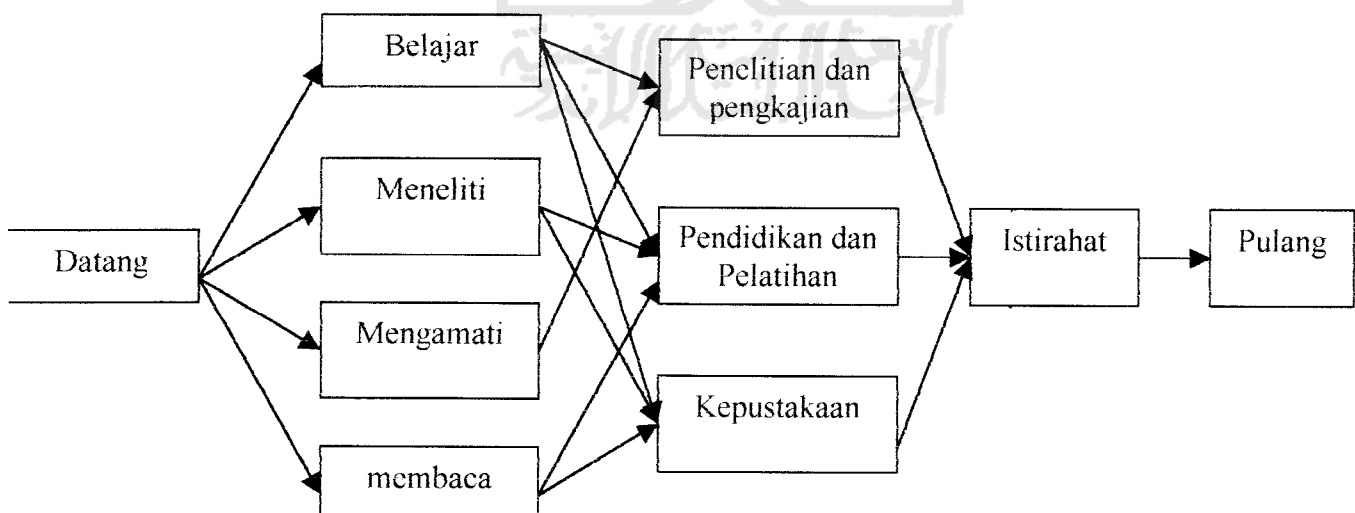 Datang
Belajar
Meneliti
Mengamati
membaca
Penelitian dan
pengkajian
Pendidikan dan
Pelatihan
Kepustakaan
Istirahat
Pulang